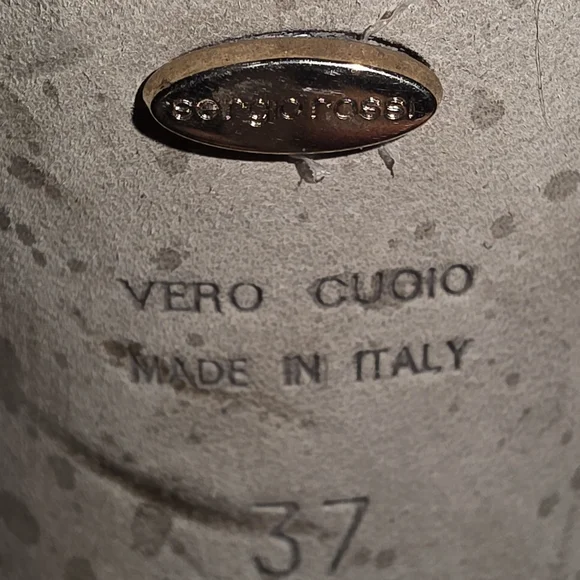 sergio rossi
VERO CUOIO
MADE IN ITALY
37